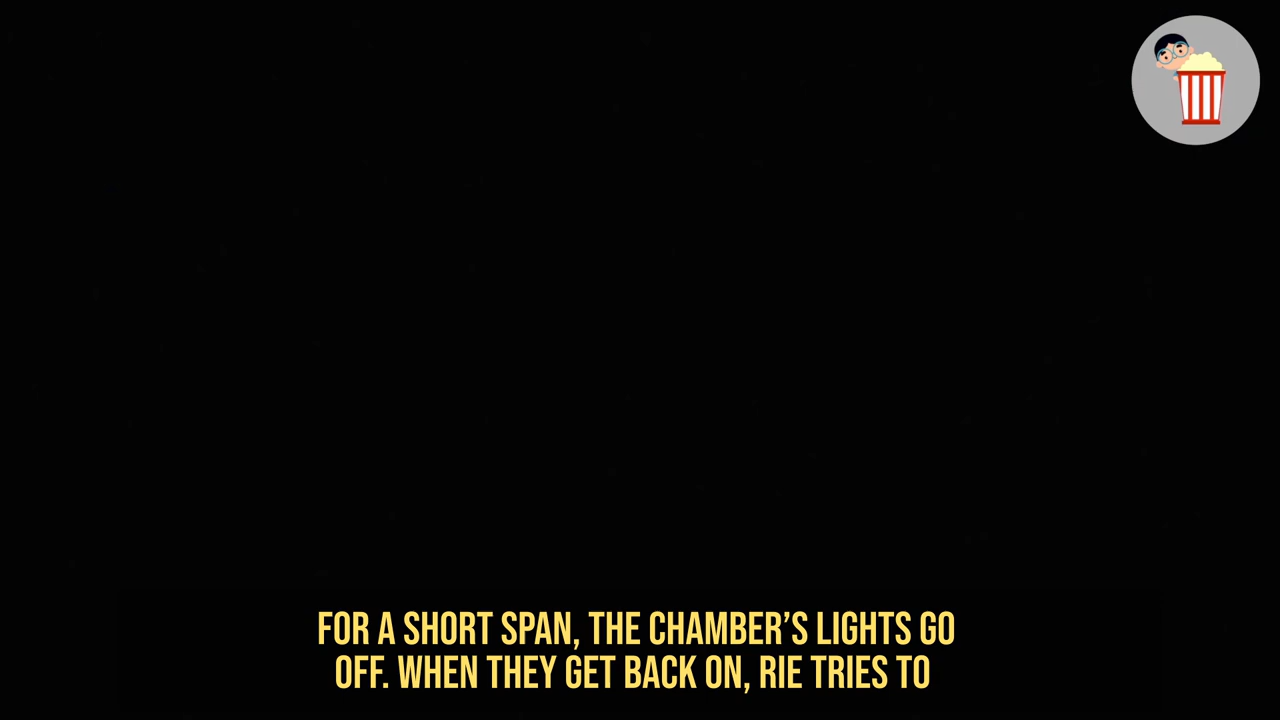 FOR A SHORT SPAN, THE CHAMBER’S LIGHTS GO
OFF. WHEN THEY GET BACK ON, RIE TRIES TO